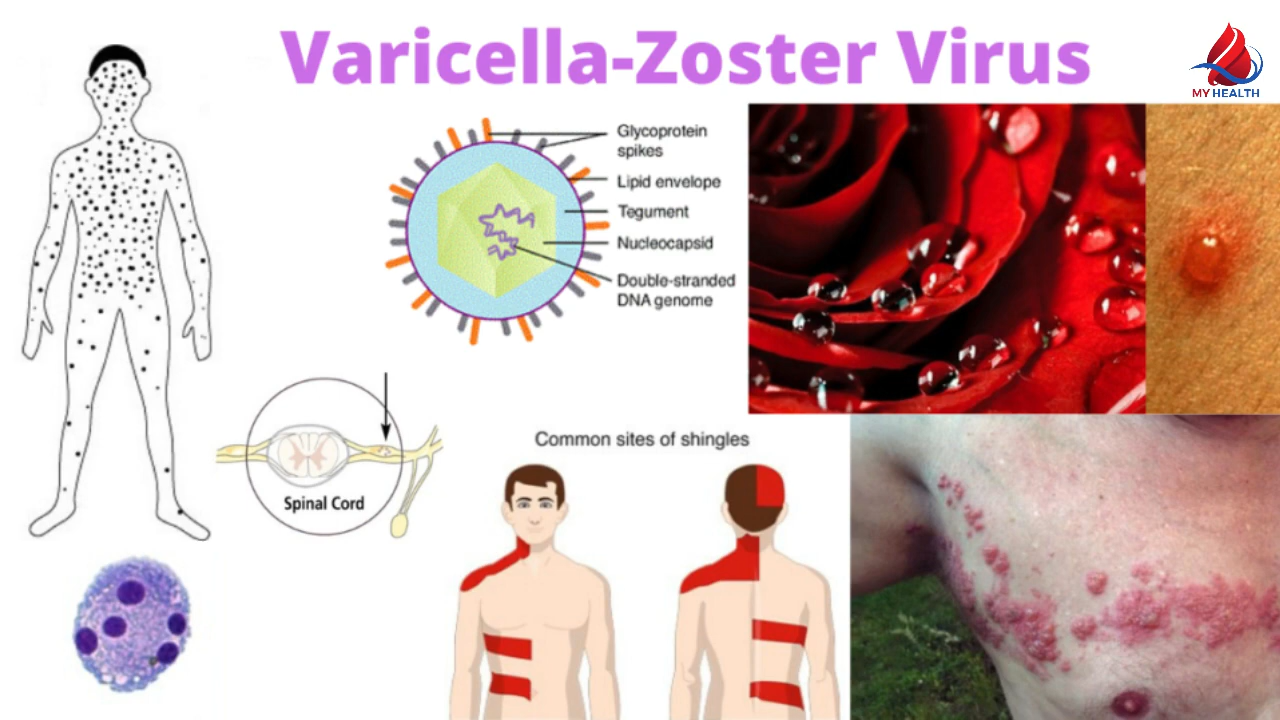 Varicella-Zoster Virus
MY HEALTH
Glycoprotein
spikes
Lipid envelope
Tegument
Nucleocapsid
Double-stranded
DNA genome
Spinal Cord
Common sites of shingles